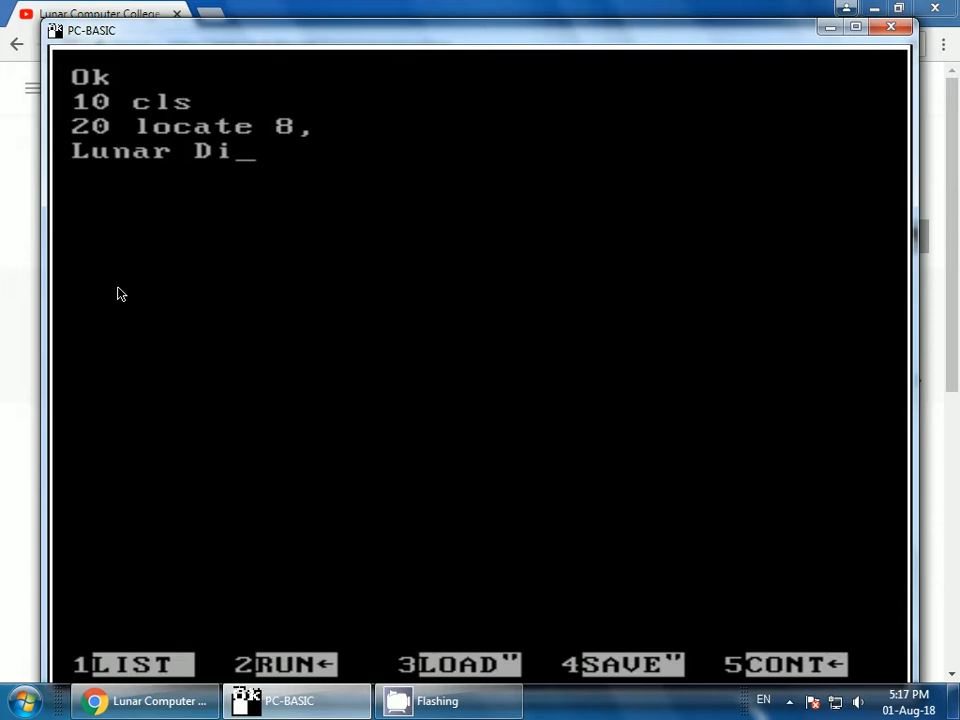 Lunar Computer College
PC-BASIC
Ok
10 cls
20 locate 8,
Lunar Di_
1LIST 2RUN← 3LOAD" 4SAVE" 5CONT←
Lunar Computer ... PC-BASIC Flashing EN 5:17 PM
01-Aug-18